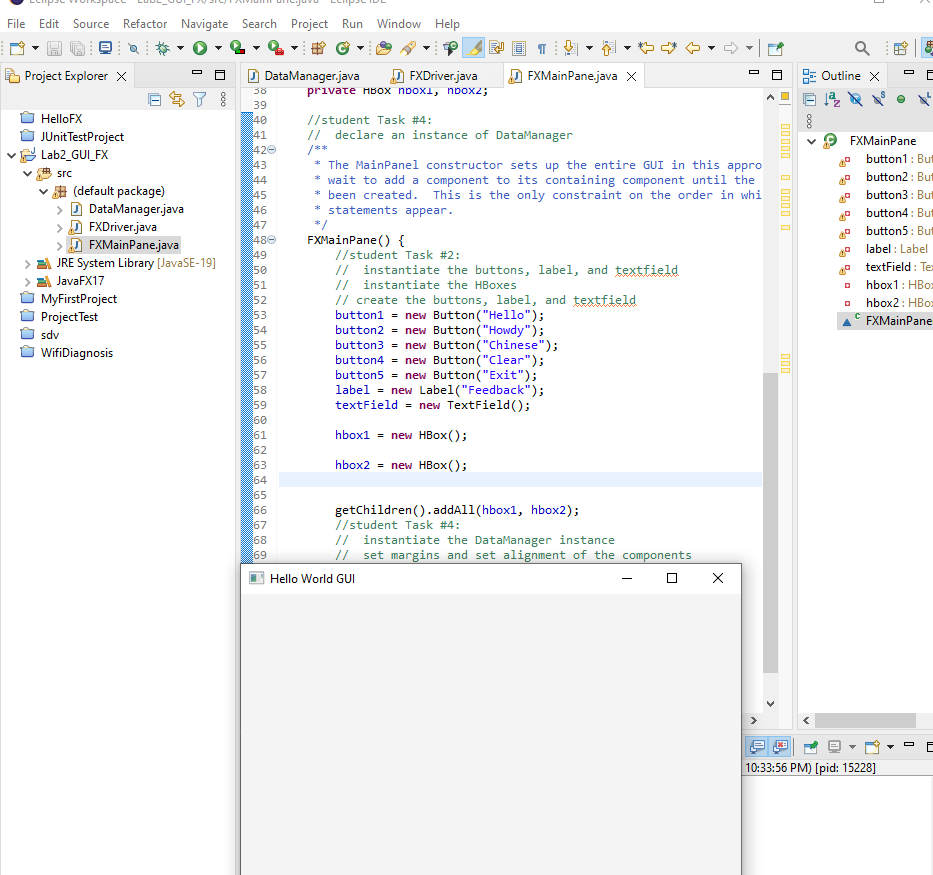 Eclipse Workspace - Lab2_GUI_FX/src/FXMainPane.java - Eclipse IDE
File Edit Source Refactor Navigate Search Project Run Window Help
Project Explorer
DataManager.java
FXDriver.java
FXMainPane.java
Outline
HelloFX
JUnitTestProject
Lab2_GUI_FX
src
(default package)
DataManager.java
FXDriver.java
FXMainPane.java
JRE System Library [JavaSE-19]
JavaFX17
MyFirstProject
ProjectTest
sdv
WifiDiagnosis
38 private HBox hbox1, hbox2;
39
40 //student Task #4:
41 // declare an instance of DataManager
42 /**
43 * The MainPanel constructor sets up the entire GUI in this appro
44 * wait to add a component to its containing component until the
45 * been created. This is the only constraint on the order in whi
46 * statements appear.
47 */
48 FXMainPane() {
49 //student Task #2:
50 // instantiate the buttons, label, and textfield
51 // instantiate the HBoxes
52 // create the buttons, label, and textfield
53 button1 = new Button("Hello");
54 button2 = new Button("Howdy");
55 button3 = new Button("Chinese");
56 button4 = new Button("Clear");
57 button5 = new Button("Exit");
58 label = new Label("Feedback");
59 textField = new TextField();
60
61 hbox1 = new HBox();
62
63 hbox2 = new HBox();
64
65
66 getChildren().addAll(hbox1, hbox2);
67 //student Task #4:
68 // instantiate the DataManager instance
69 // set margins and set alignment of the components
FXMainPane
button1 : But
button2 : But
button3 : But
button4 : But
button5 : But
label : Label
textField : Te
hbox1 : HBo
hbox2 : HBo
FXMainPane
Hello World GUI
10:33:56 PM) [pid: 15228]